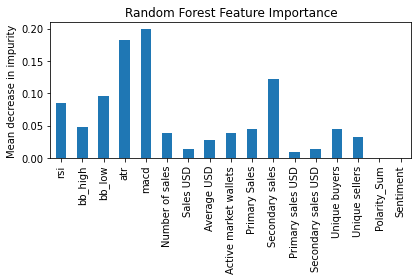 Random Forest Feature Importance
Mean decrease in impurity
0.20
0.15
0.10
0.05
0.00
rsi
bb_high
bb_low
atr
macd
Number of sales
Sales USD
Average USD
Active market wallets
Primary Sales
Secondary sales
Primary sales USD
Secondary sales USD
Unique buyers
Unique sellers
Polarity_Sum
Sentiment